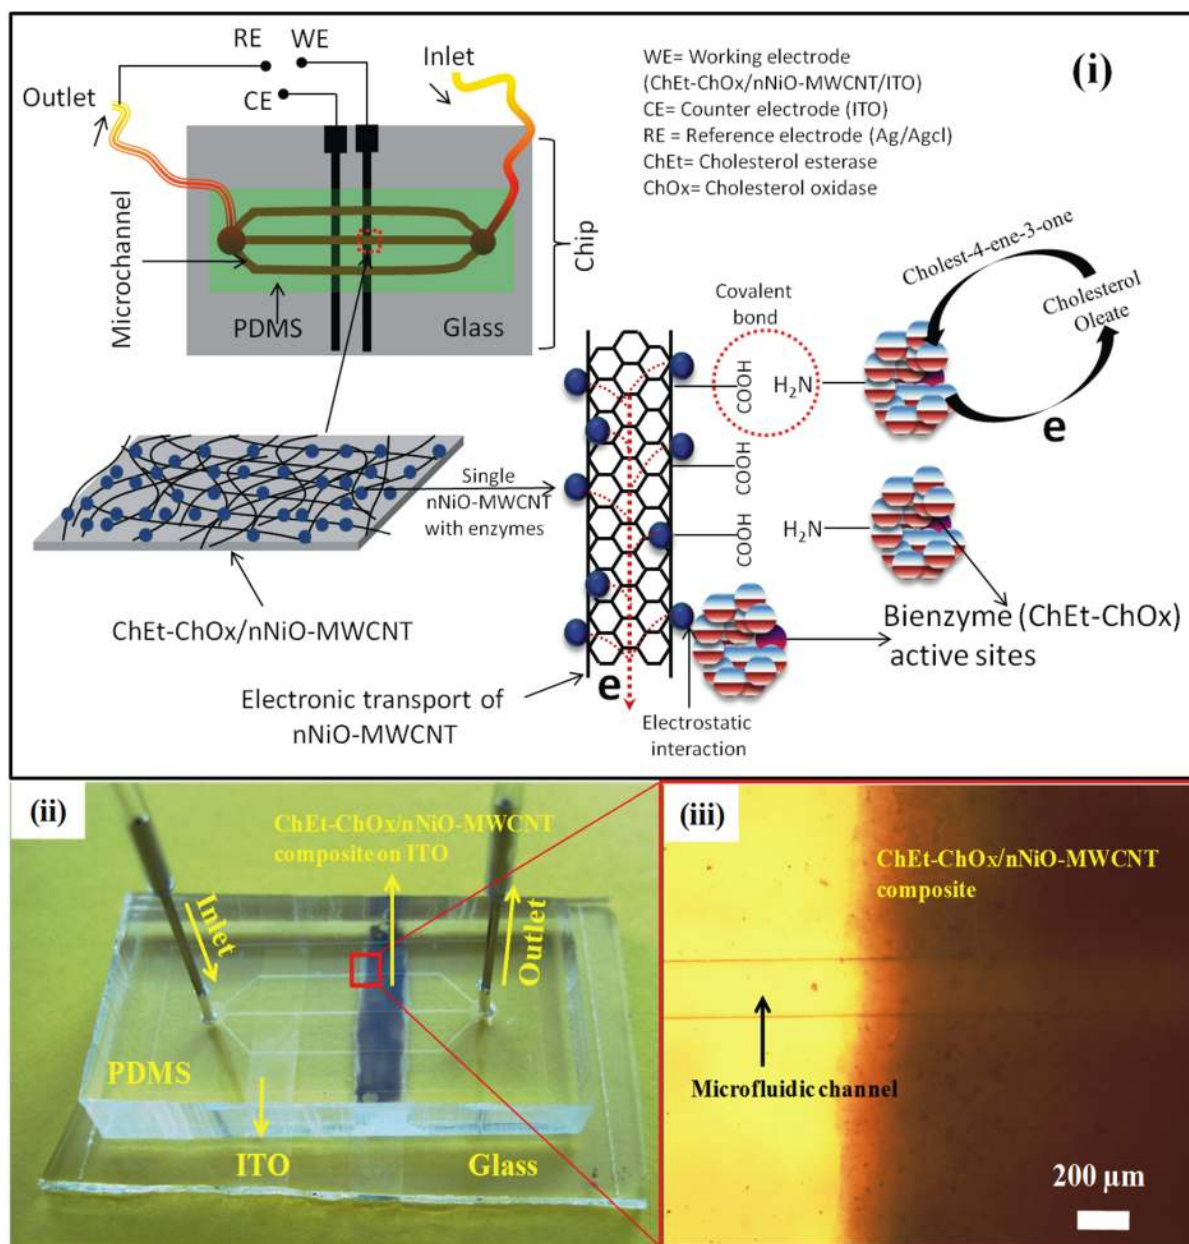 (i)
RE
WE
CE
Inlet
Outlet
WE= Working electrode
(ChEt-ChOx/nNiO-MWCNT/ITO)
CE= Counter electrode (ITO)
RE = Reference electrode (Ag/Agcl)
ChEt= Cholesterol esterase
ChOx= Cholesterol oxidase
Microchannel
PDMS
Glass
Chip
Covalent
bond
COOH
H2N
Cholest-4-ene-3-one
Cholesterol
Oleate
e
Single
nNiO-MWCNT
with enzymes
COOH
COOH
H2N
ChEt-ChOx/nNiO-MWCNT
Bienzyme (ChEt-ChOx)
active sites
Electronic transport of
nNiO-MWCNT
e
Electrostatic
interaction
(ii)
ChEt-ChOx/nNiO-MWCNT
composite on ITO
Inlet
Outlet
PDMS
ITO
Glass
(iii)
ChEt-ChOx/nNiO-MWCNT
composite
Microfluidic channel
200 µm